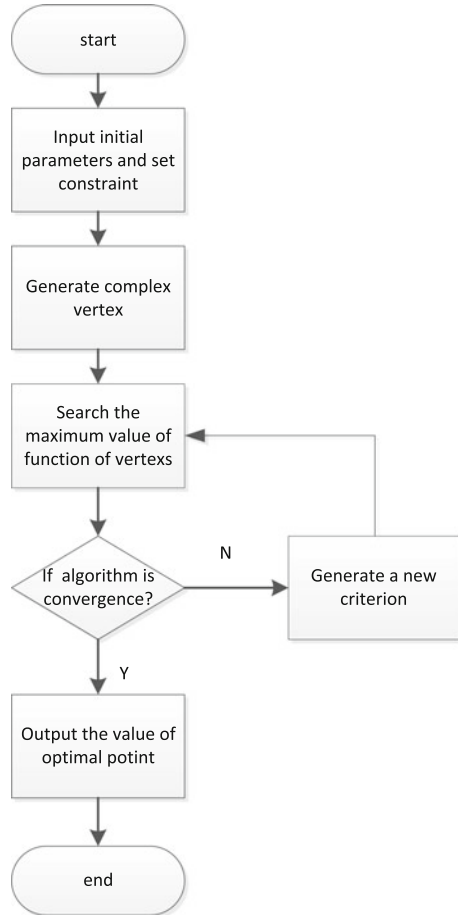 start
Input initial
parameters and set
constraint
Generate complex
vertex
Search the
maximum value of
function of vertexs
If algorithm is
convergence?
N
Generate a new
criterion
Y
Output the value of
optimal potint
end